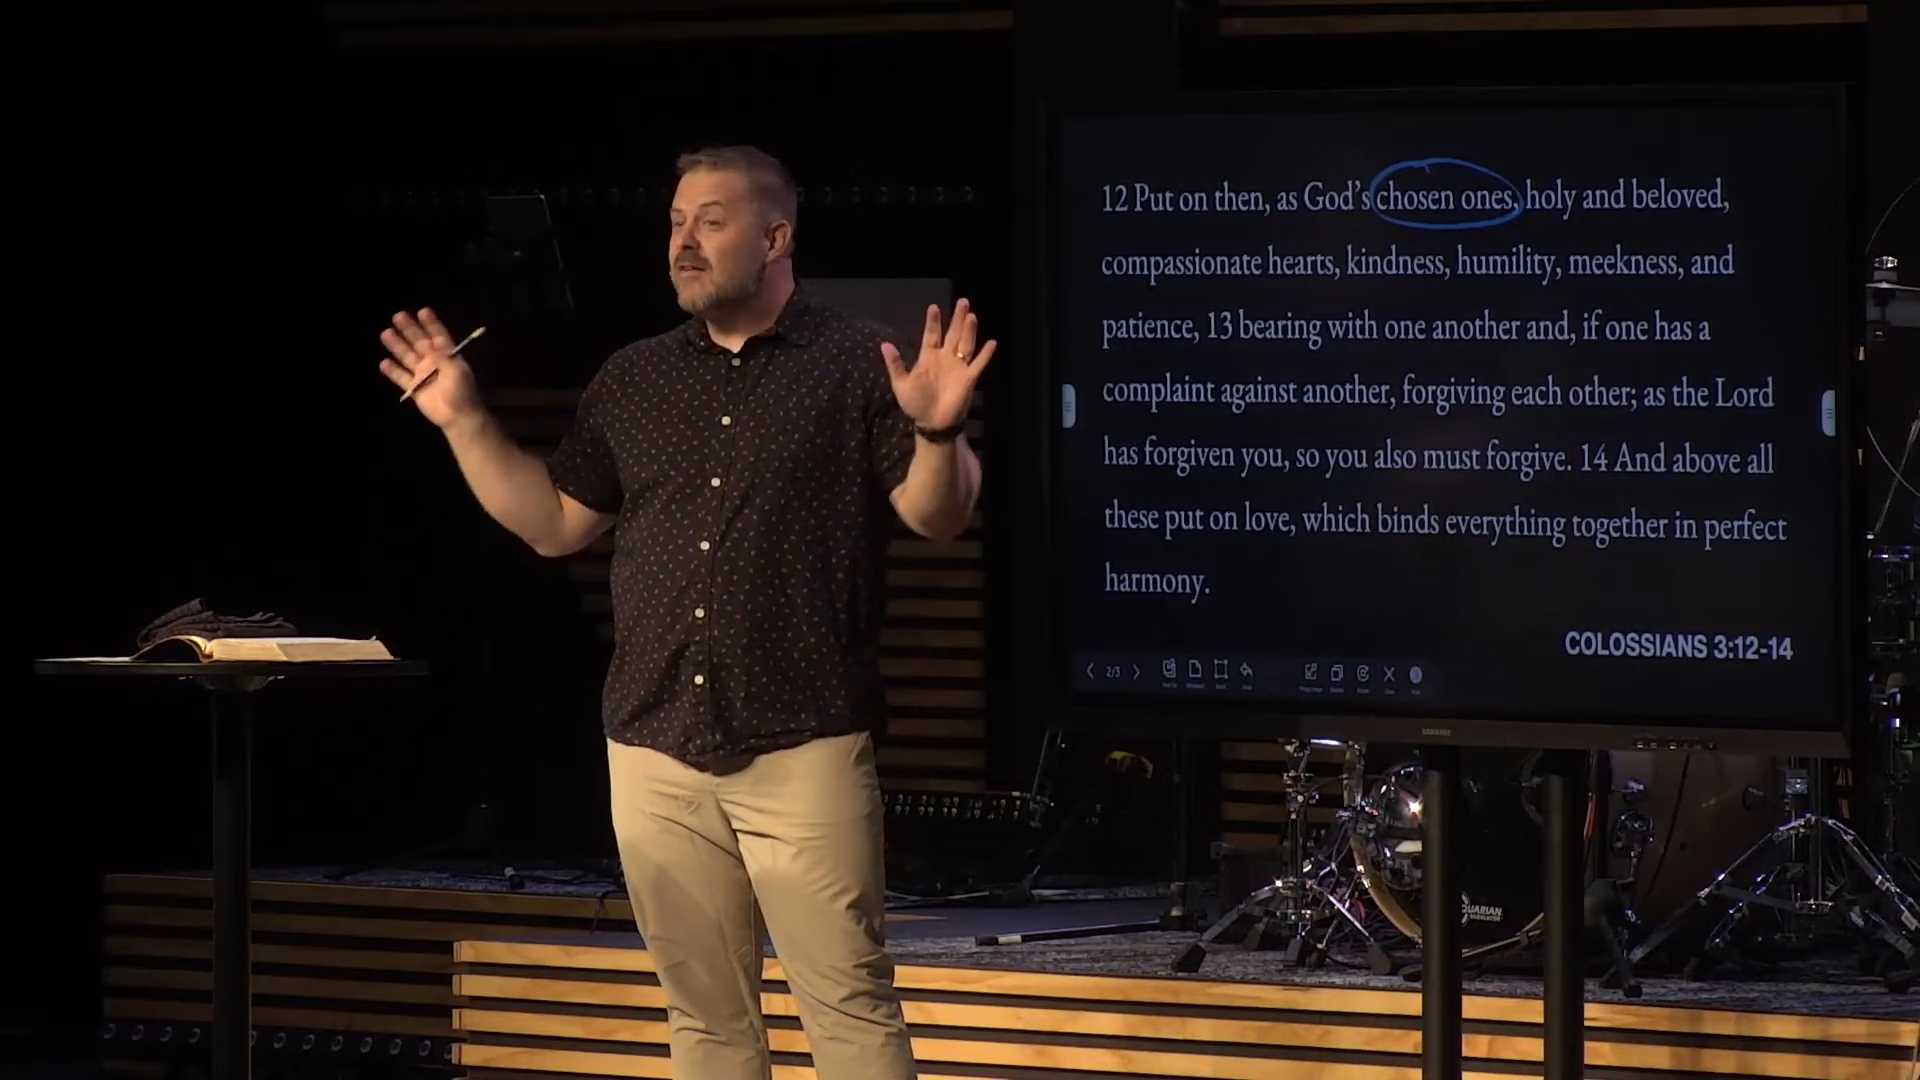 12 Put on then, as God's chosen ones, holy and beloved,
compassionate hearts, kindness, humility, meekness, and
patience, 13 bearing with one another and, if one has a
complaint against another, forgiving each other; as the Lord
has forgiven you, so you also must forgive. 14 And above all
these put on love, which binds everything together in perfect
harmony.
COLOSSIANS 3:12-14
2/3
SAMSUNG